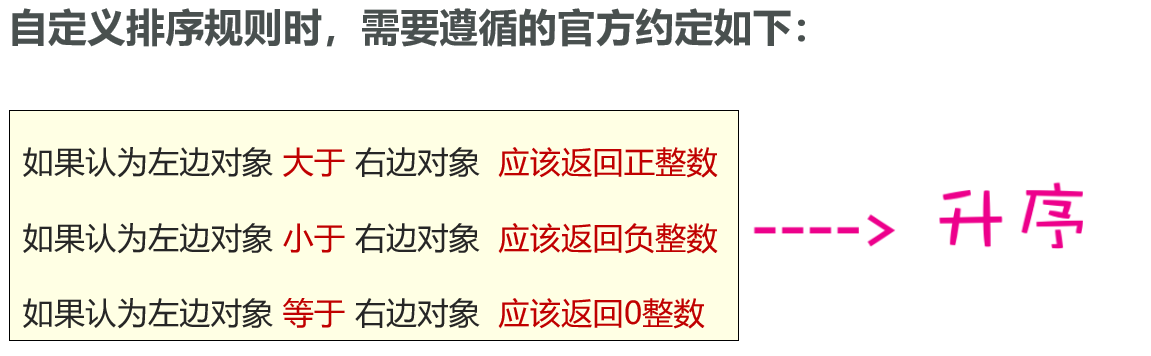 自定义排序规则时，需要遵循的官方约定如下：
如果认为左边对象 大于 右边对象 应该返回正整数
如果认为左边对象 小于 右边对象 应该返回负整数
----> 升序
如果认为左边对象 等于 右边对象 应该返回0整数